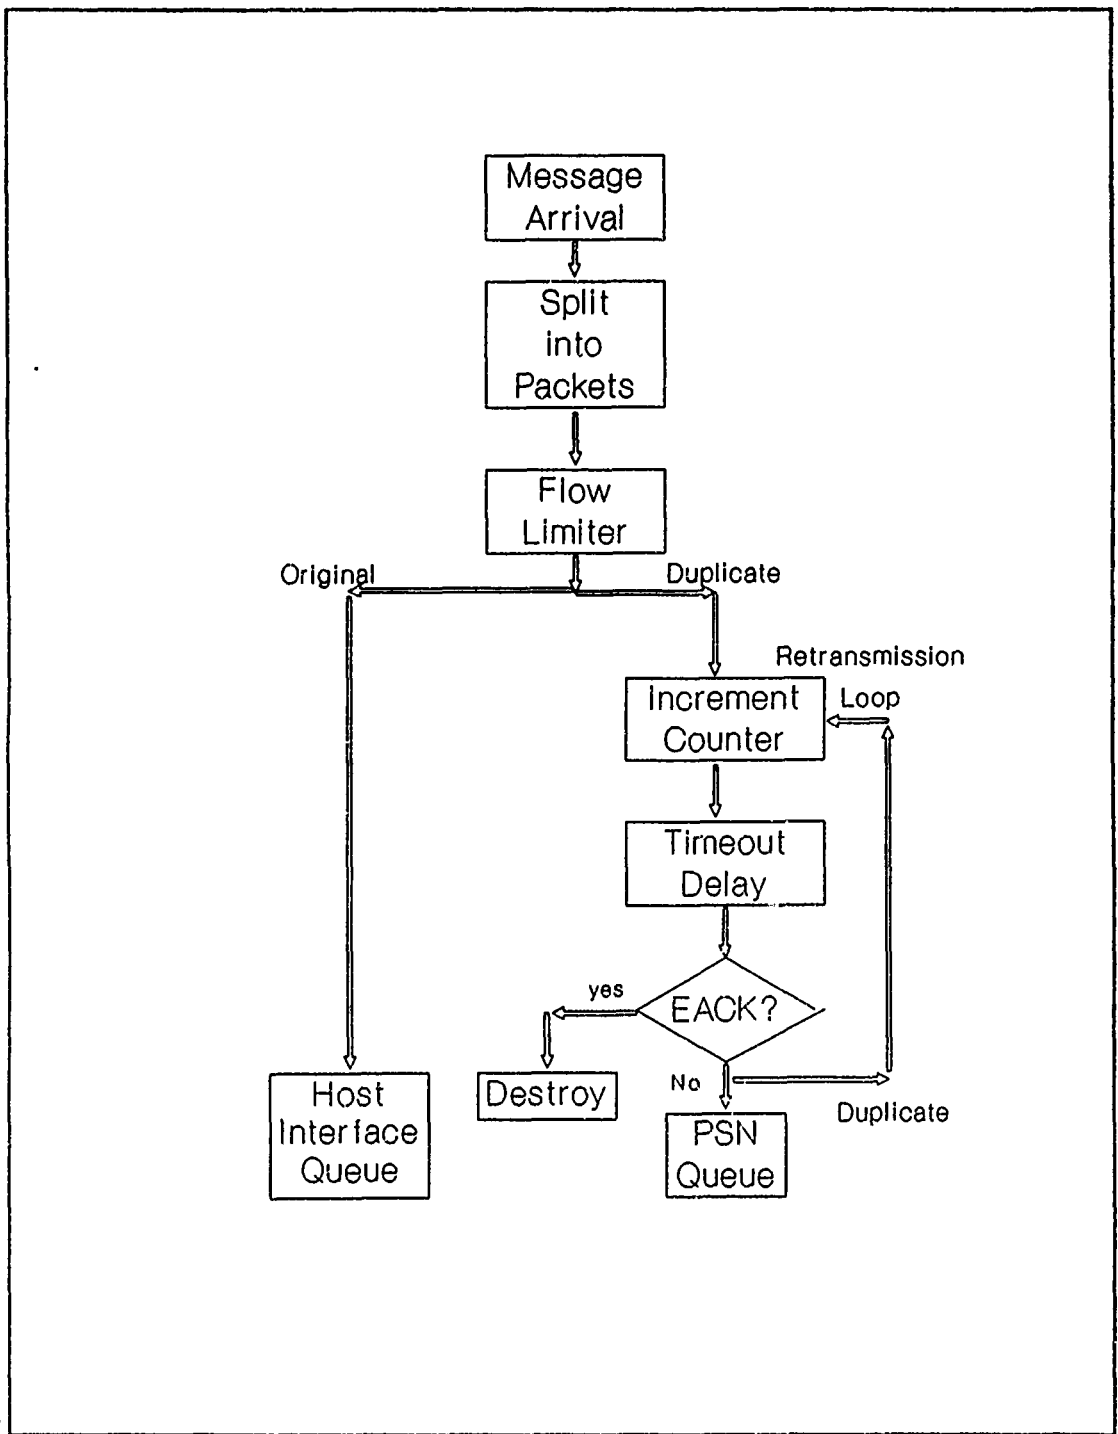 Message
Arrival
Split
into
Packets
Flow
Limiter
Original
Duplicate
Retransmission
Loop
Increment
Counter
Timeout
Delay
EACK?
yes
No
Duplicate
Destroy
Host
Interface
Queue
PSN
Queue